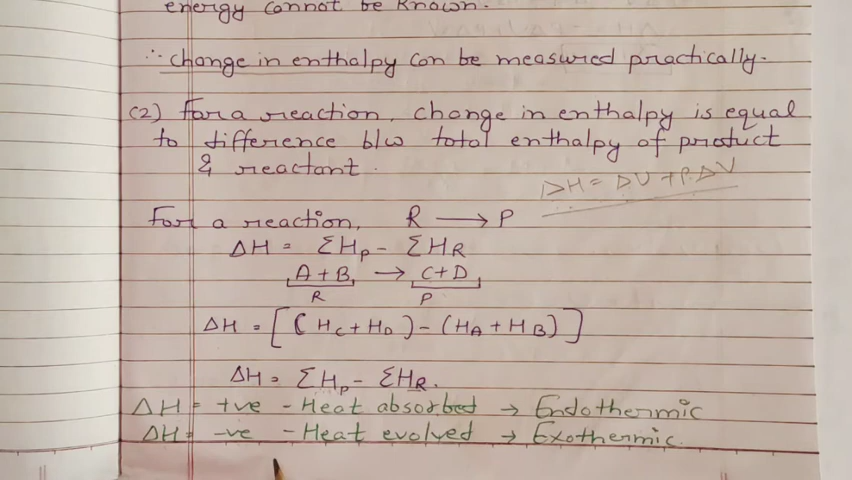 energy cannot be known.
∴ change in enthalpy can be measured practically.
(2) For a reaction, change in enthalpy is equal
to difference b/w total enthalpy of product
& reactant.
ΔH = ΔU + P.ΔV
For a reaction, R → P
ΔH = ΣHp - ΣHR
A + B → C + D
R P
ΔH = [(HC + HD) - (HA + HB)]
ΔH = ΣHp - ΣHR.
ΔH = +ve - Heat absorbed → Endothermic
ΔH = -ve - Heat evolved → Exothermic.